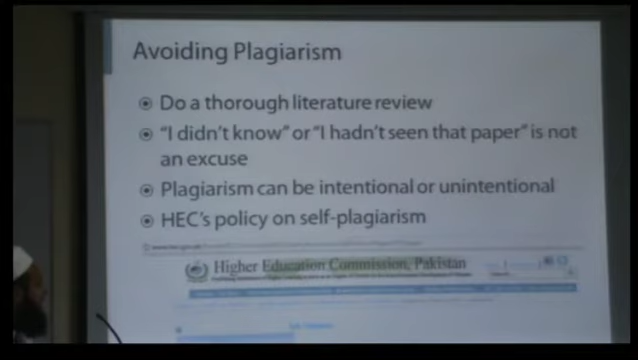 Avoiding Plagiarism
Do a thorough literature review
"I didn't know" or "I hadn't seen that paper" is not
an excuse
Plagiarism can be intentional or unintentional
HEC's policy on self-plagiarism
Higher Education Commission, Pakistan